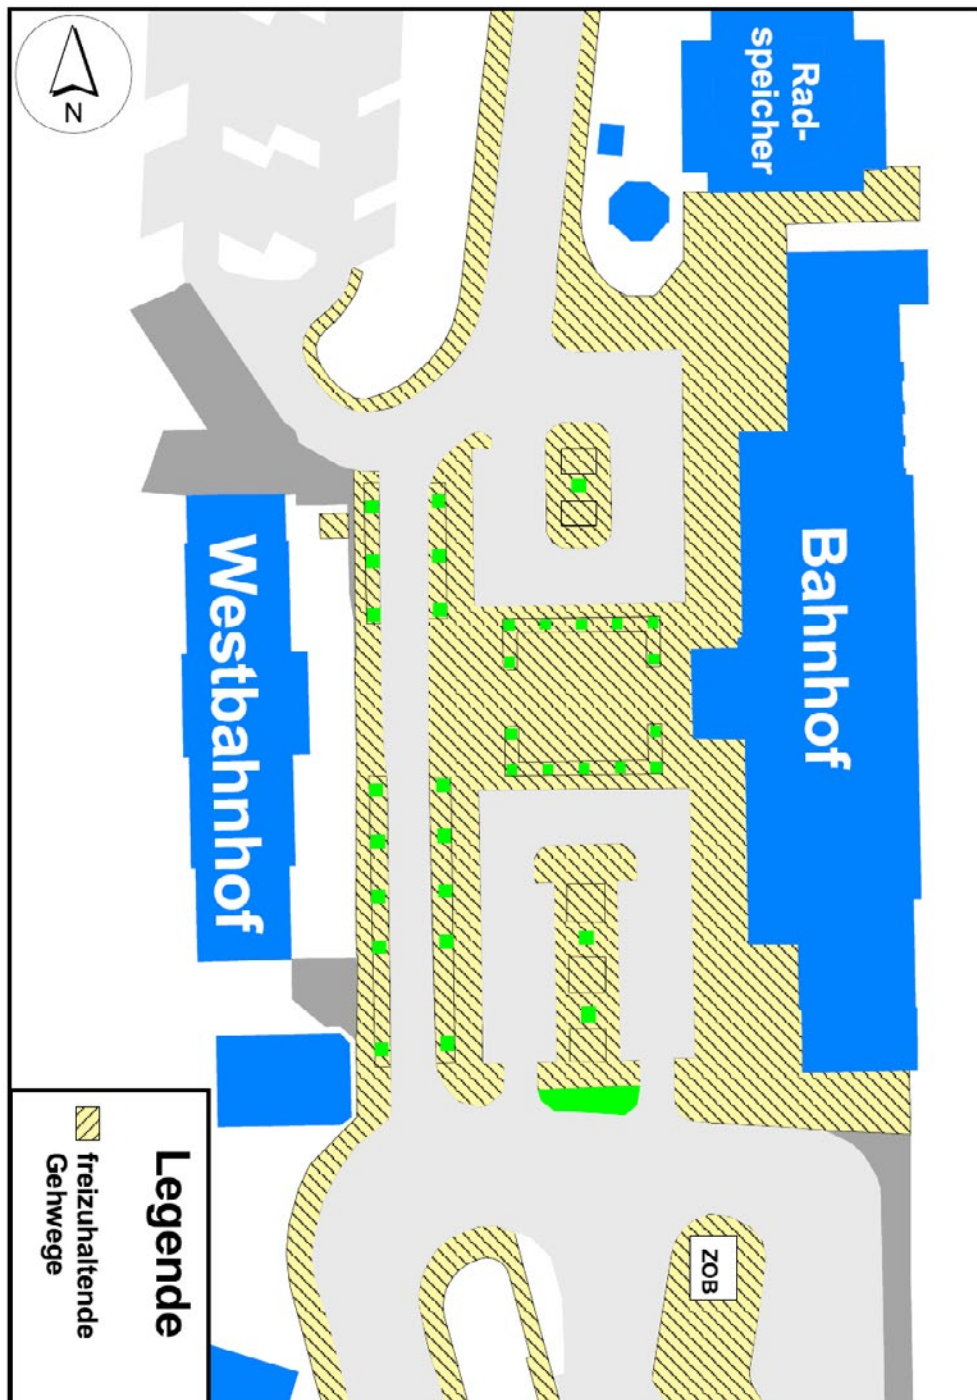 Rad-
speicher
Bahnhof
Westbahnhof
ZOB
N
Legende
freizuhaltende
Gehwege